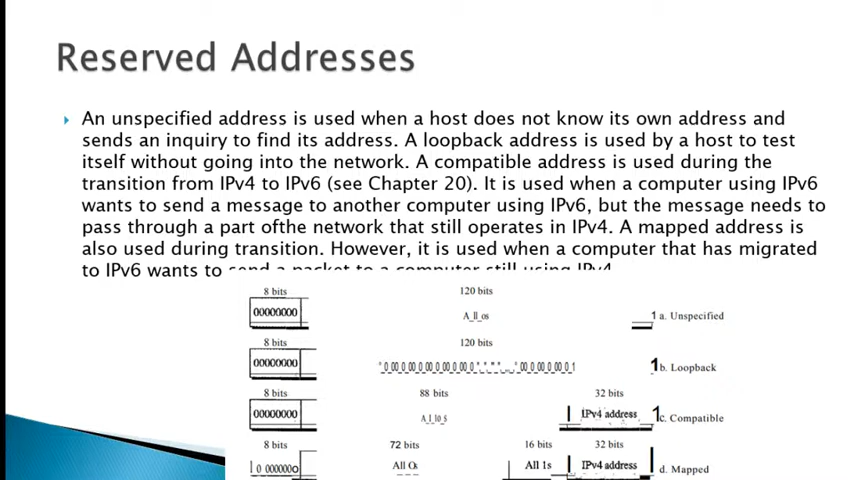 Reserved Addresses
An unspecified address is used when a host does not know its own address and
sends an inquiry to find its address. A loopback address is used by a host to test
itself without going into the network. A compatible address is used during the
transition from IPv4 to IPv6 (see Chapter 20). It is used when a computer using IPv6
wants to send a message to another computer using IPv6, but the message needs to
pass through a part ofthe network that still operates in IPv4. A mapped address is
also used during transition. However, it is used when a computer that has migrated
to IPv6 wants to send a packet to a computer still using IPv4
8 bits 120 bits
00000000 a. Unspecified
8 bits 120 bits
00000000 b. Loopback
8 bits 88 bits 32 bits
00000000 IPv4 address c. Compatible
8 bits 72 bits 16 bits 32 bits
All 1s IPv4 address d. Mapped